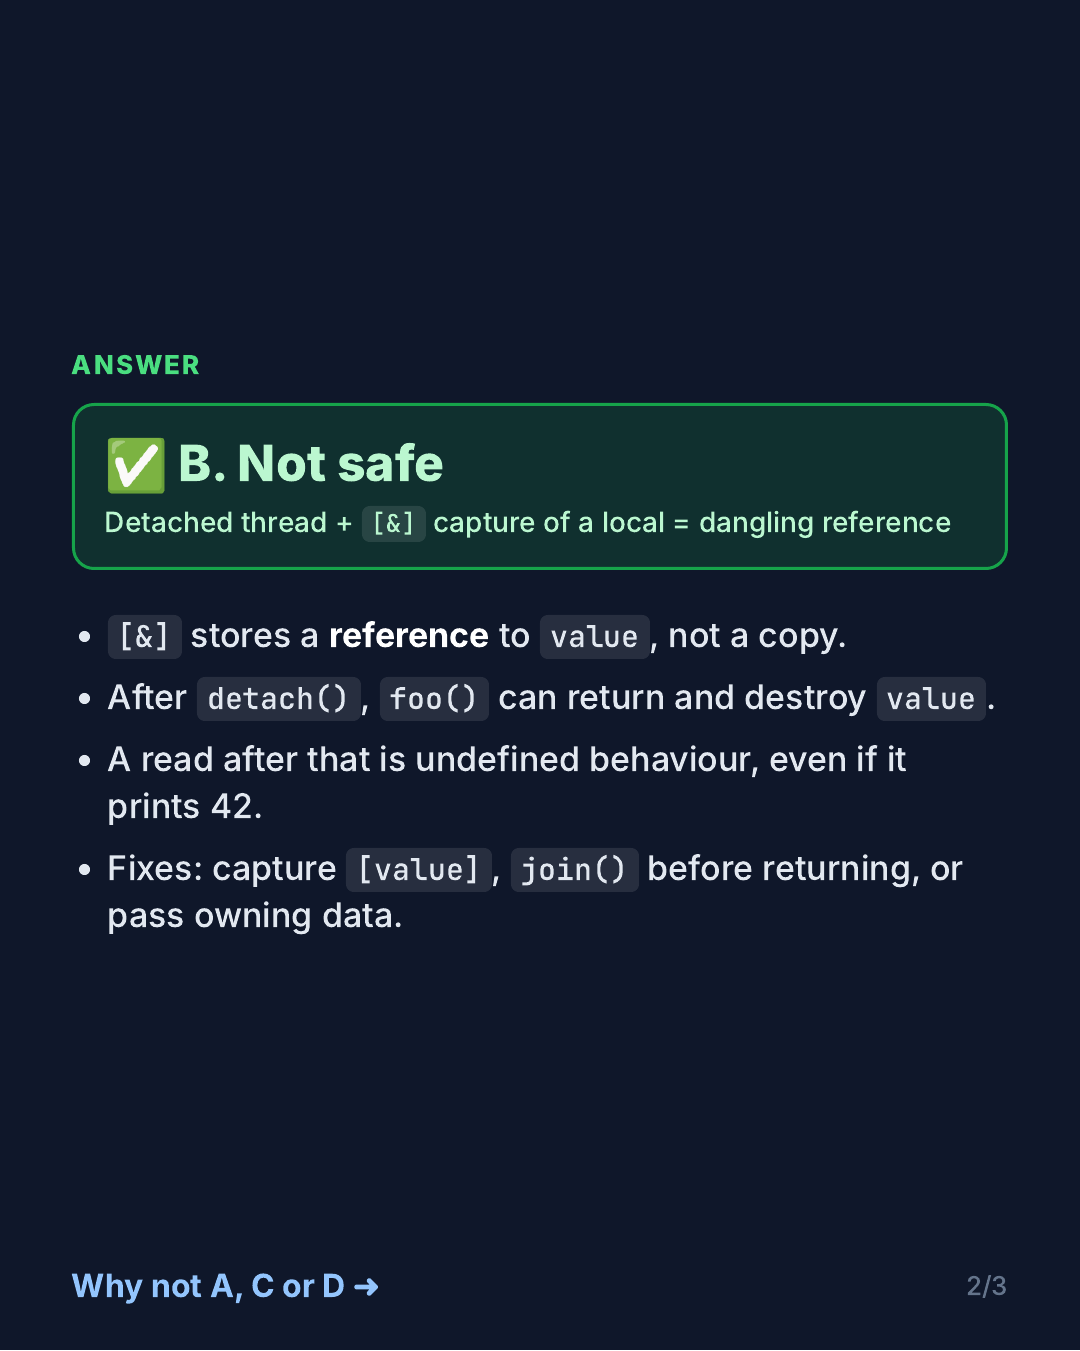 ANSWER
✅ B. Not safe
Detached thread + [&] capture of a local = dangling reference
• [&] stores a reference to value, not a copy.
• After detach(), foo() can return and destroy value.
• A read after that is undefined behaviour, even if it
prints 42.
• Fixes: capture [value], join() before returning, or
pass owning data.
Why not A, C or D ➜
2/3